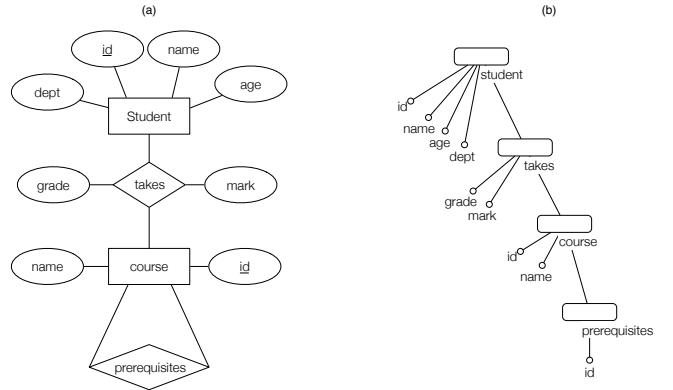 (a)
id
name
dept
age
Student
grade
takes
mark
name
course
id
prerequisites
(b)
student
id
name
age
dept
takes
grade
mark
course
id
name
prerequisites
id